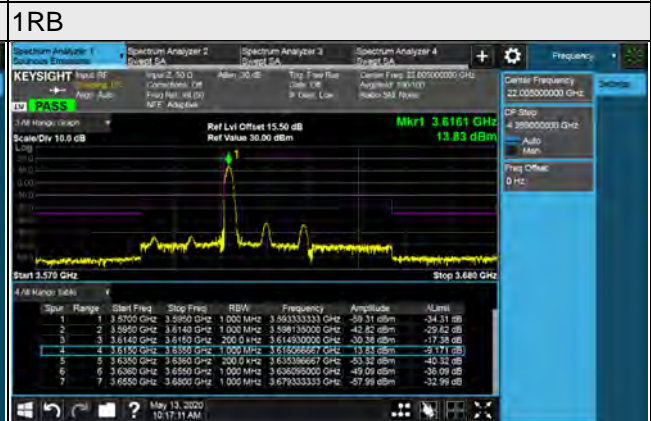 1RB
Spectrum Analyzer 1
Spurious Emissions
Spectrum Analyzer 2
Swept SA
Spectrum Analyzer 3
Swept SA
Spectrum Analyzer 4
Swept SA
+
Frequency
KEYSIGHT Input: RF
Align: Auto
Input Z: 50 Ω
Corrections: Off
NFE: Adaptive
Atten: 30 dB
Trig: Free Run
Gate: Off
IF Gain: Low
Center Freq: 22.005000000 GHz
Radio Std: None
PASS
Center Frequency
22.005000000 GHz
Settings
CF Step
Auto
Man
Freq Offset
0 Hz
3 All Range Graph
Scale/Div 10.0 dB
Ref Lvl Offset 15.50 dB
Ref Value 30.00 dBm
Mkr1 3.6161 GHz
13.83 dBm
Log
1
Start 3.570 GHz
Stop 3.680 GHz
4 All Range Table
Spur Range Start Freq Stop Freq RBW Frequency Amplitude ΔLimit
1 1 3.5700 GHz 3.5950 GHz 1.000 MHz 3.593333333 GHz -59.31 dBm -34.31 dB
2 2 3.5950 GHz 3.6140 GHz 1.000 MHz 3.598135000 GHz -42.82 dBm -29.82 dB
3 3 3.6140 GHz 3.6150 GHz 200.0 kHz 3.614930000 GHz -30.38 dBm -17.38 dB
4 4 3.6150 GHz 3.6350 GHz 1.000 MHz 3.616066667 GHz 13.83 dBm -9.171 dB
5 5 3.6350 GHz 3.6360 GHz 200.0 kHz 3.635396667 GHz -53.32 dBm -40.32 dB
6 6 3.6360 GHz 3.6550 GHz 1.000 MHz 3.636095000 GHz -49.09 dBm -36.09 dB
7 7 3.6550 GHz 3.6800 GHz 1.000 MHz 3.679333333 GHz -57.99 dBm -32.99 dB
?
May 13, 2020
10:17:11 AM